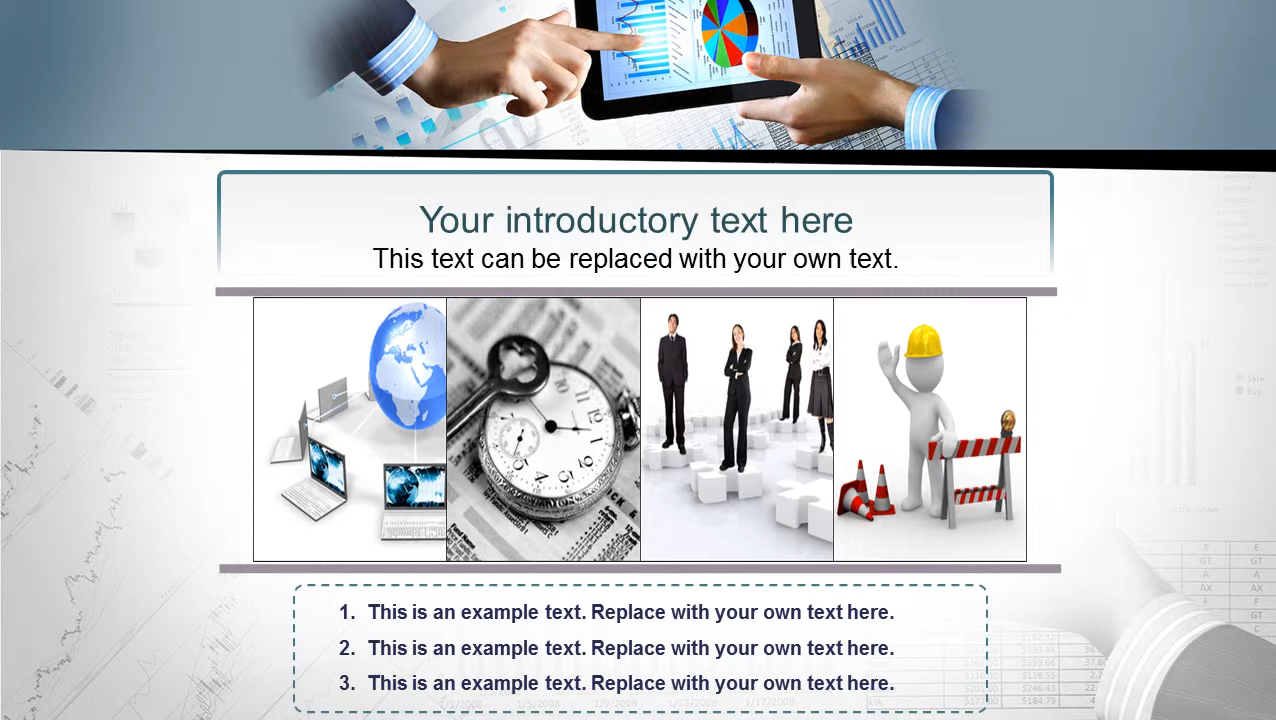 Your introductory text here
This text can be replaced with your own text.
1. This is an example text. Replace with your own text here.
2. This is an example text. Replace with your own text here.
3. This is an example text. Replace with your own text here.